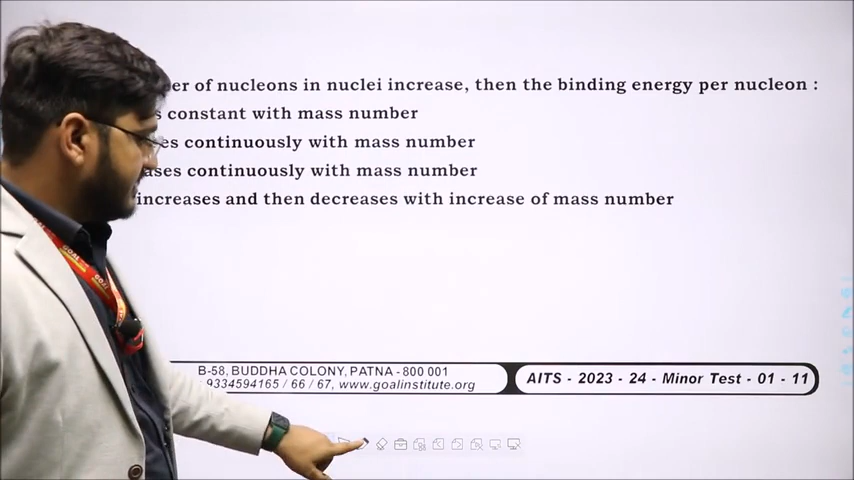 er of nucleons in nuclei increase, then the binding energy per nucleon :
s constant with mass number
es continuously with mass number
ases continuously with mass number
increases and then decreases with increase of mass number
GOAL
GOAL
B-58, BUDDHA COLONY, PATNA - 800 001
9334594165 / 66 / 67, www.goalinstitute.org
AITS - 2023 - 24 - Minor Test - 01 - 11